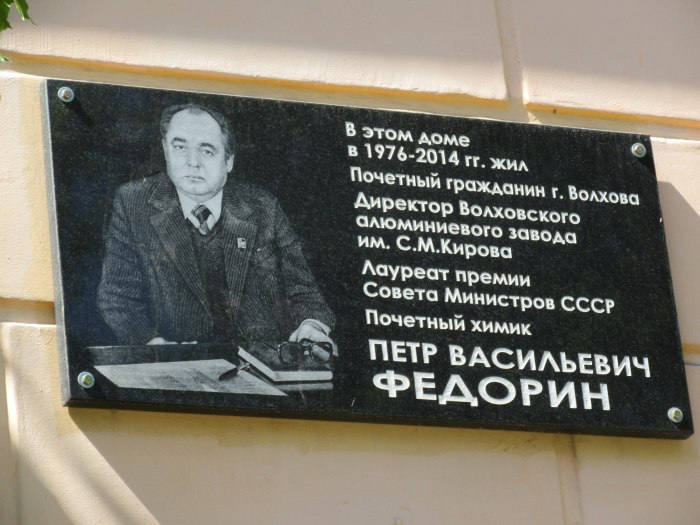 В этом доме
в 1976-2014 гг. жил
Почетный гражданин г. Волхова
Директор Волховского
алюминиевого завода
им. С.М.Кирова
Лауреат премии
Совета Министров СССР
Почетный химик
ПЕТР ВАСИЛЬЕВИЧ
ФЕДОРИН